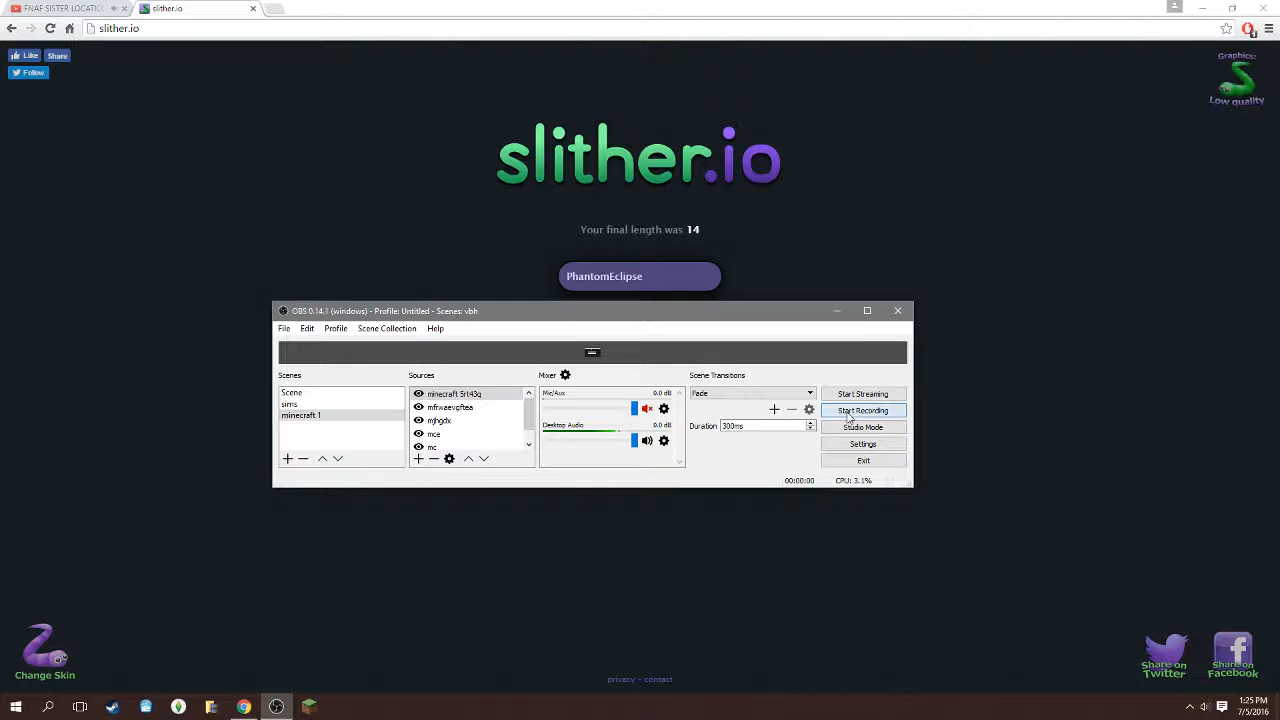 FNAF SISTER LOCATIO
slither.io
slither.io
Like
Share
Follow
Graphics:
Low quality
slither.io
Your final length was 14
PhantomEclipse
OBS 0.14.1 (windows) - Profile: Untitled - Scenes: vbh
File Edit Profile Scene Collection Help
Scenes
Sources
Mixer
Scene Transitions
Scene
sims
minecraft 1
minecraft 5rt43q
mfrwaevgftea
mjhgdx
mce
mc
Mic/Aux 0.0 dB
Desktop Audio 0.0 dB
Fade
Duration 300ms
Start Streaming
Start Recording
Studio Mode
Settings
Exit
00:00:00 CPU: 3.1%
Change Skin
privacy - contact
Share on
Twitter
Share on
Facebook
1:25 PM
7/5/2016